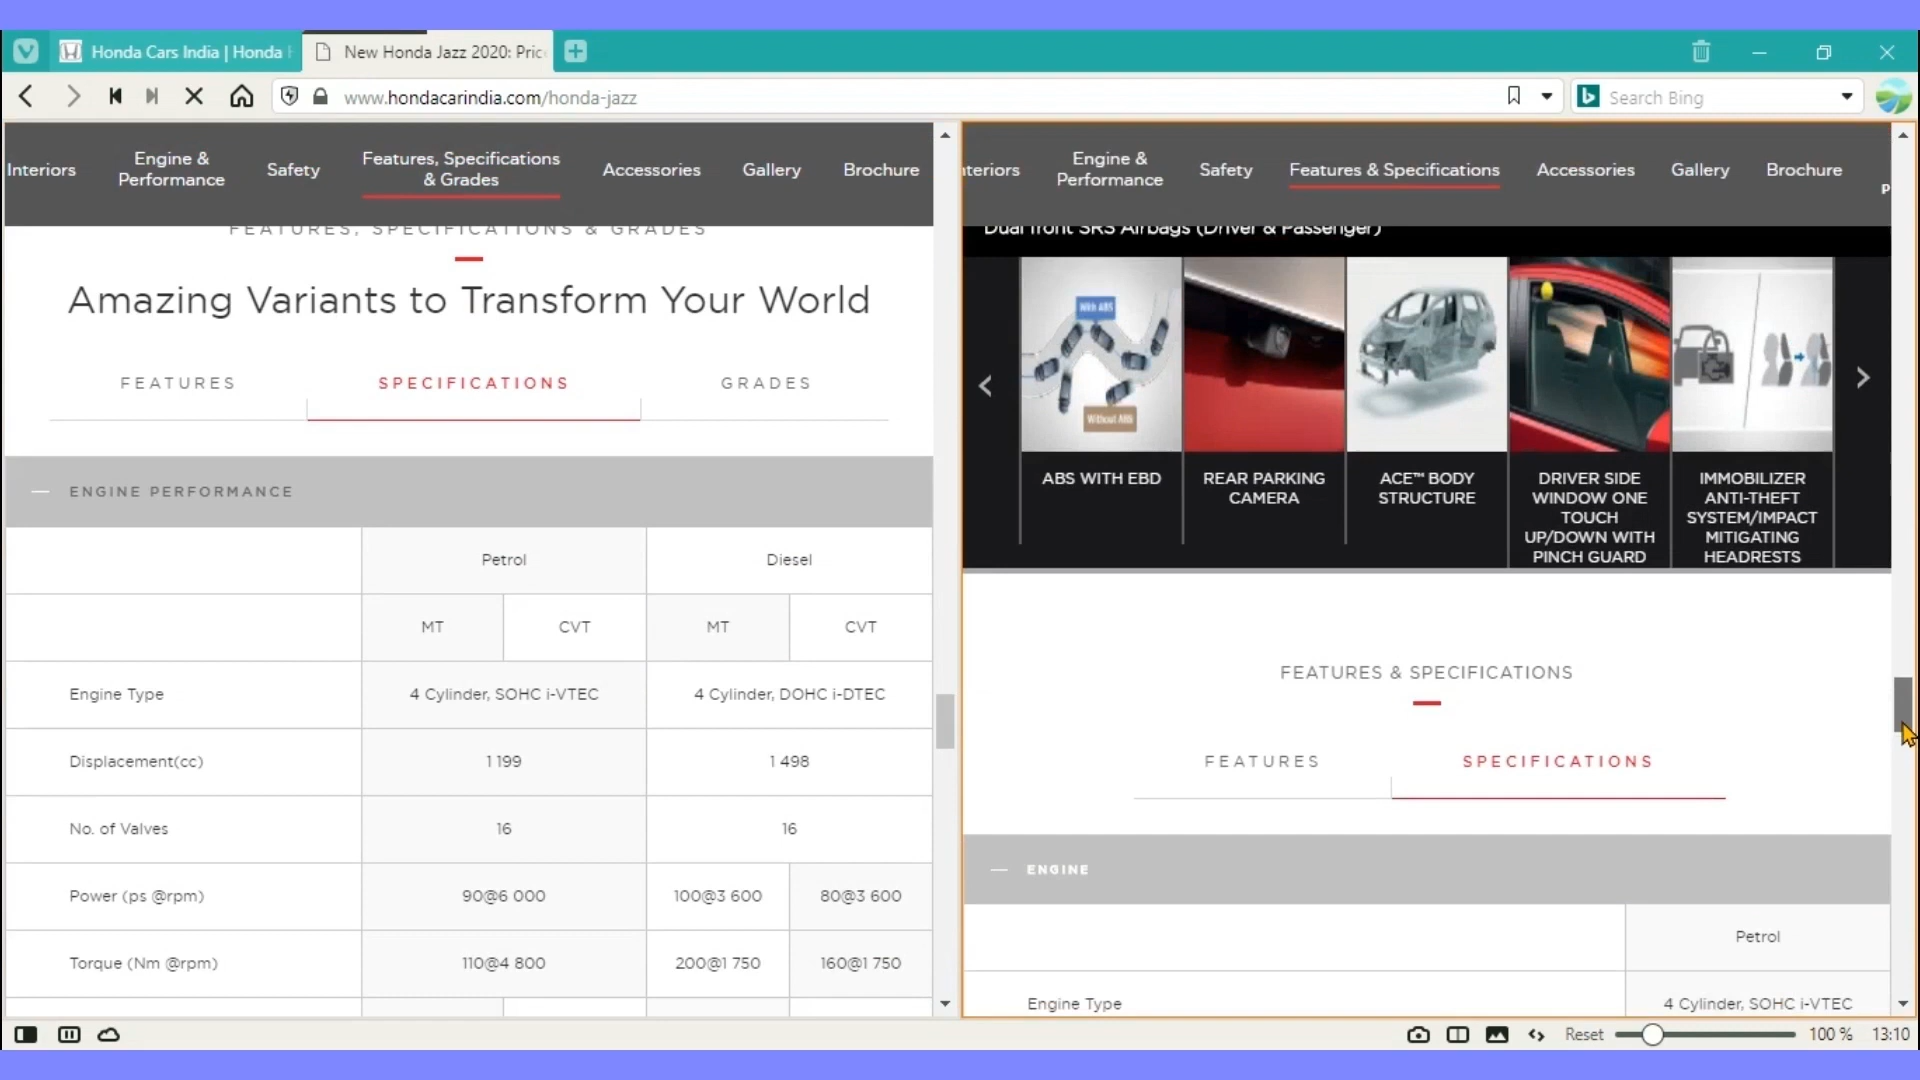 Honda Cars India | Honda
New Honda Jazz 2020: Pric
www.hondacarindia.com/honda-jazz
Search Bing
Interiors
Engine &
Performance
Safety
Features, Specifications
& Grades
Accessories
Gallery
Brochure
FEATURES, SPECIFICATIONS & GRADES
Amazing Variants to Transform Your World
FEATURES
SPECIFICATIONS
GRADES
ENGINE PERFORMANCE
Petrol Diesel
MT CVT MT CVT
Engine Type 4 Cylinder, SOHC i-VTEC 4 Cylinder, DOHC i-DTEC
Displacement(cc) 1 199 1 498
No. of Valves 16 16
Power (ps @rpm) 90@6 000 100@3 600 80@3 600
Torque (Nm @rpm) 110@4 800 200@1 750 160@1 750
nteriors
Engine &
Performance
Safety
Features & Specifications
Accessories
Gallery
Brochure
P
Dual front SRS Airbags (Driver & Passenger)
With ABS
Without ABS
ABS WITH EBD
REAR PARKING
CAMERA
ACE™ BODY
STRUCTURE
DRIVER SIDE
WINDOW ONE
TOUCH
UP/DOWN WITH
PINCH GUARD
IMMOBILIZER
ANTI-THEFT
SYSTEM/IMPACT
MITIGATING
HEADRESTS
FEATURES & SPECIFICATIONS
FEATURES
SPECIFICATIONS
ENGINE
Petrol
Engine Type 4 Cylinder, SOHC i-VTEC
Reset 100 % 13:10